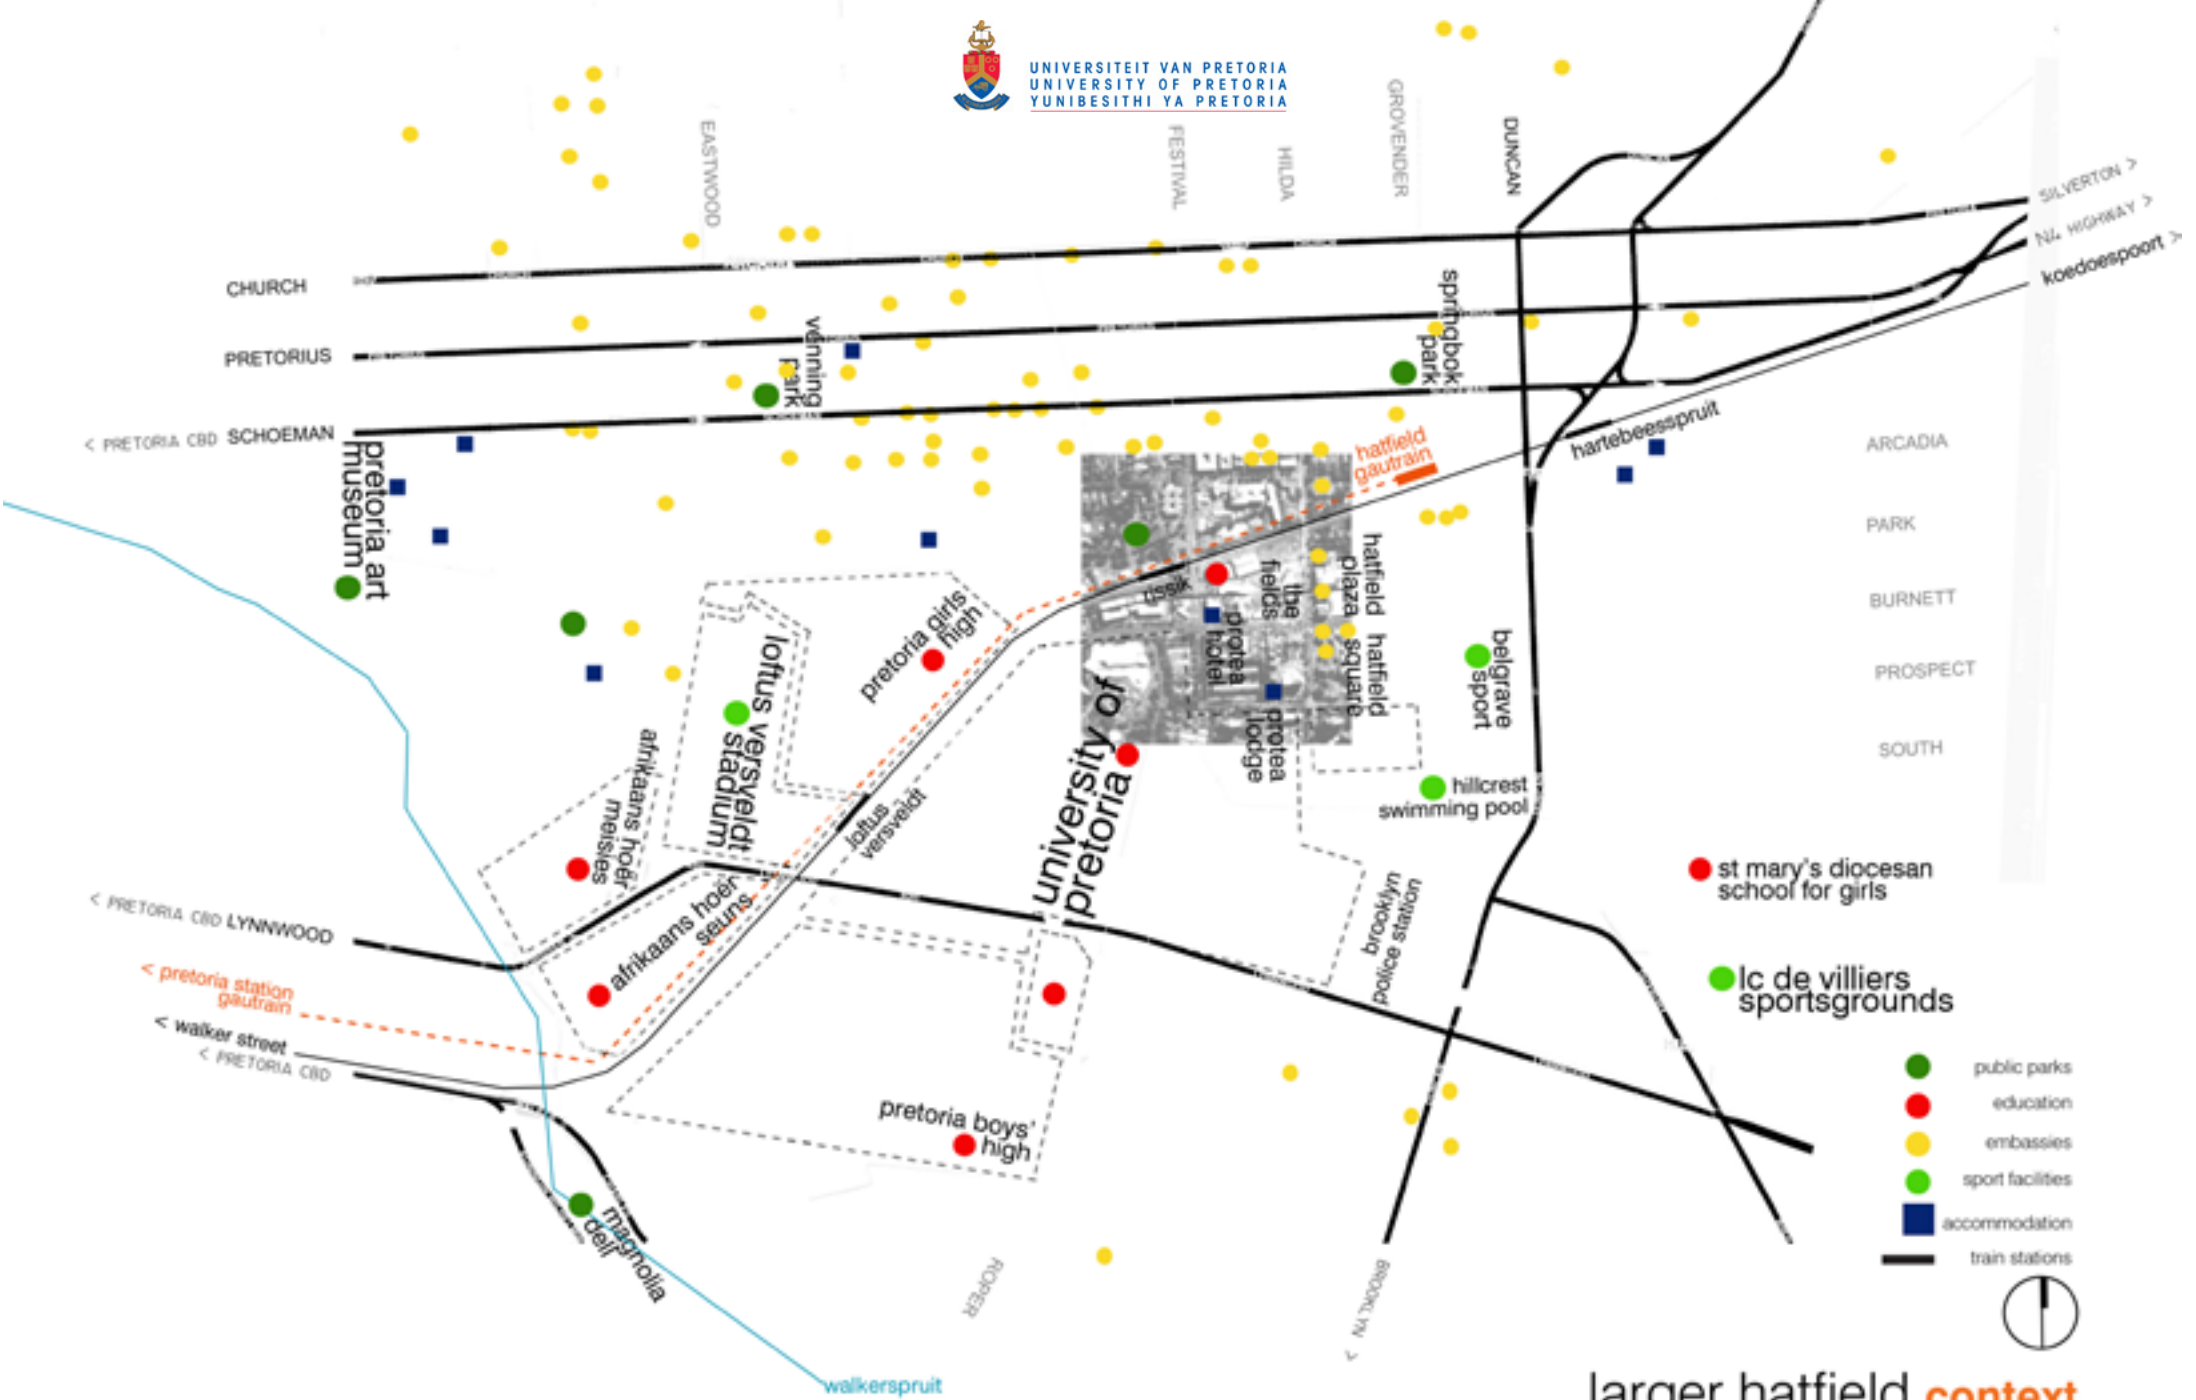 UNIVERSITEIT VAN PRETORIA
UNIVERSITY OF PRETORIA
YUNIBESITHI YA PRETORIA
EASTWOOD
FESTIVAL
HILDA
GROVENDER
DUNCAN
SILVERTON >
N4 HIGHWAY >
koedoespoort >
CHURCH
PRETORIUS
< PRETORIA CBD SCHOEMAN
venning
park
springbok
park
hatfield
gautrain
hartebeesspruit
ARCADIA
PARK
BURNETT
PROSPECT
SOUTH
pretoria art
museum
rissik
the
fields
hatfield
plaza
protea
hotel
hatfield
square
protea
lodge
pretoria girls
high
loftus versveldt
stadium
loftus
versveldt
afrikaans hoër
meisies
afrikaans hoër
seuns
university of
pretoria
belgrave
sport
hillcrest
swimming pool
brooklyn
police station
st mary's diocesan
school for girls
lc de villiers
sportsgrounds
< PRETORIA CBD LYNNWOOD
< pretoria station
gautrain
< walker street
< PRETORIA CBD
pretoria boys'
high
magnolia
dell
walkerspruit
ROPER
BROOKLYN >
public parks
education
embassies
sport facilities
accommodation
train stations
larger hatfield context